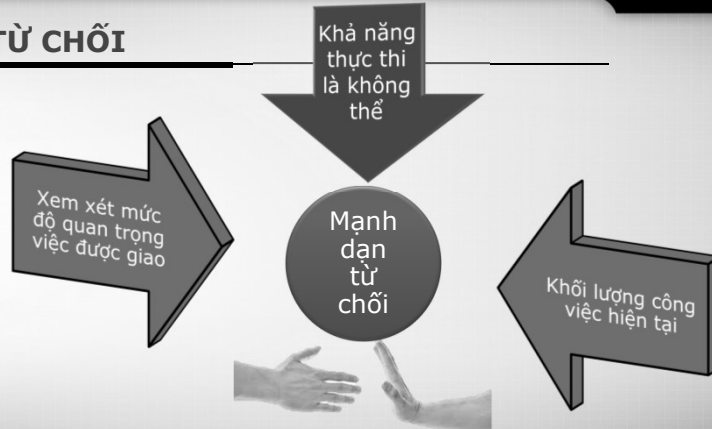 TỪ CHỐI
Khả năng
thực thi
là không
thể
Xem xét mức
độ quan trọng
việc được giao
Mạnh
dạn
từ
chối
Khối lượng công
việc hiện tại